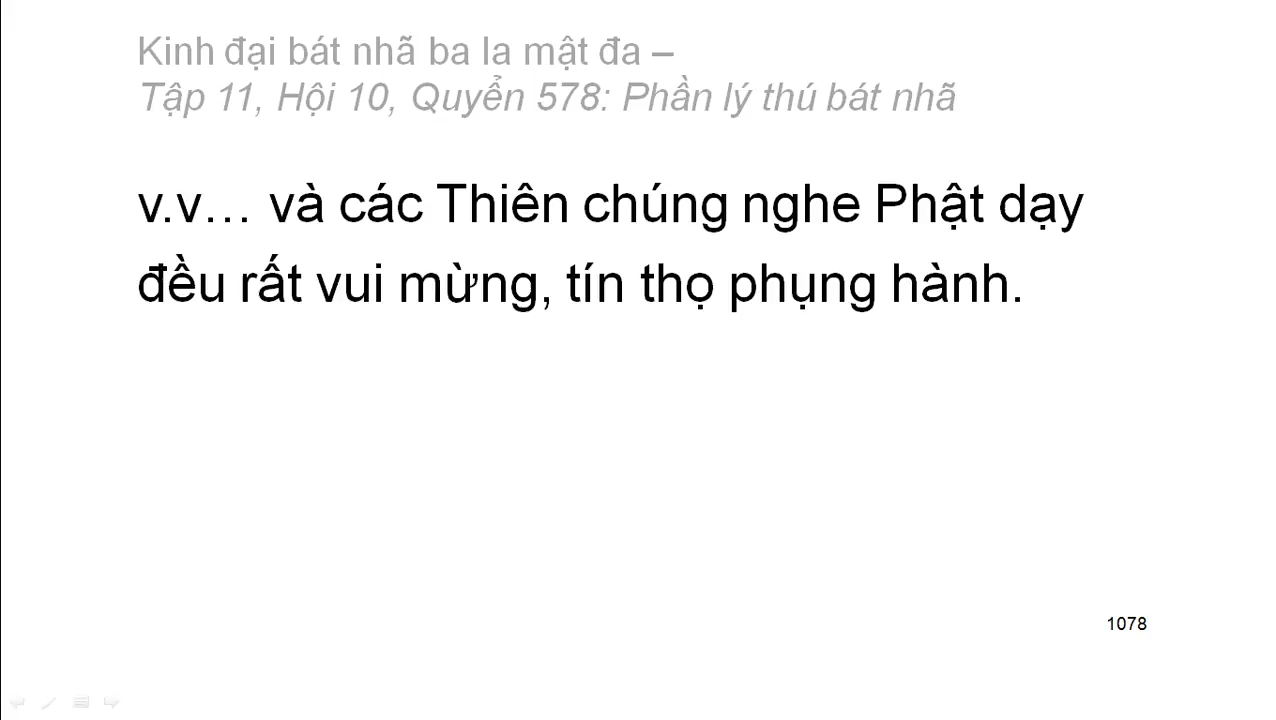 Kinh đại bát nhã ba la mật đa –
Tập 11, Hội 10, Quyển 578: Phần lý thú bát nhã
v.v… và các Thiên chúng nghe Phật dạy
đều rất vui mừng, tín thọ phụng hành.
1078